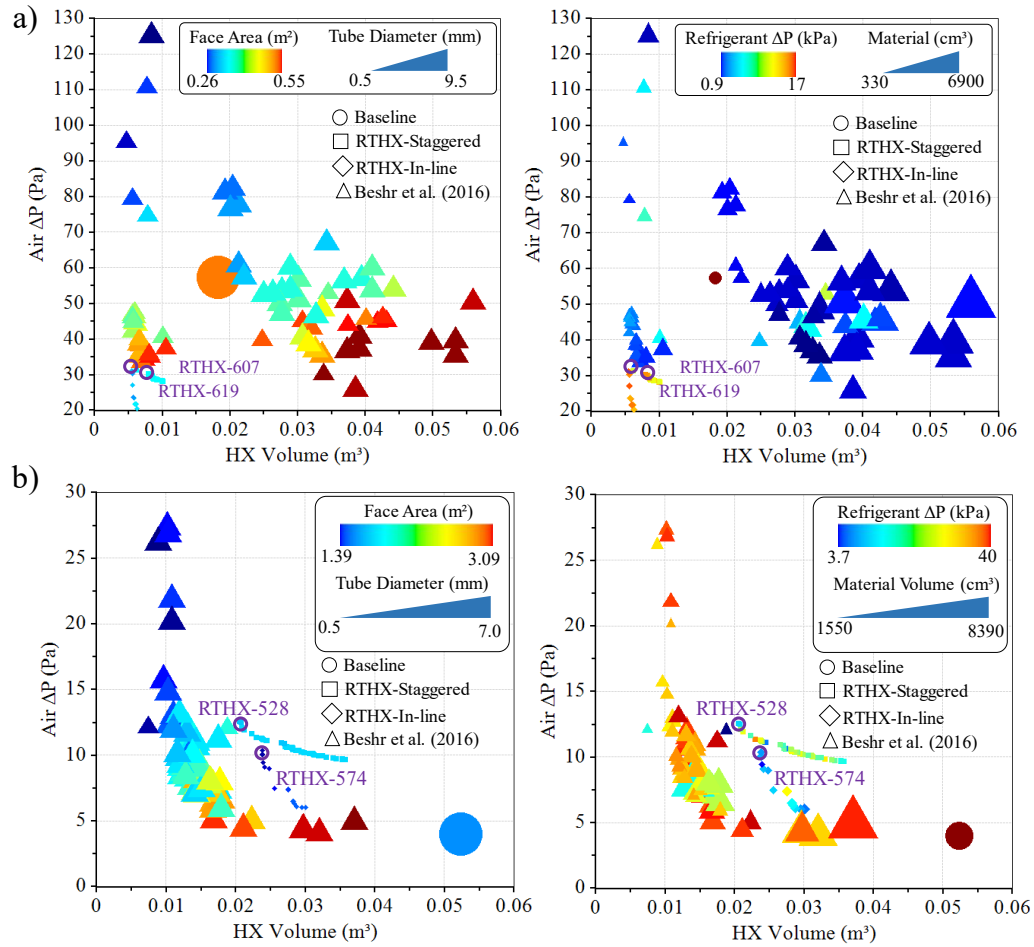 a)
130
120
110
100
90
80
70
60
50
40
30
20
Air ΔP (Pa)
Face Area (m²)
0.26
0.55
Tube Diameter (mm)
0.5
9.5
Baseline
RTHX-Staggered
RTHX-In-line
Beshr et al. (2016)
RTHX-607
RTHX-619
0
0.01
0.02
0.03
0.04
0.05
0.06
HX Volume (m³)
130
120
110
100
90
80
70
60
50
40
30
20
Air ΔP (Pa)
Refrigerant ΔP (kPa)
0.9
17
Material (cm³)
330
6900
Baseline
RTHX-Staggered
RTHX-In-line
Beshr et al. (2016)
RTHX-607
RTHX-619
0
0.01
0.02
0.03
0.04
0.05
0.06
HX Volume (m³)
b)
30
25
20
15
10
5
0
Air ΔP (Pa)
Face Area (m²)
1.39
3.09
Tube Diameter (mm)
0.5
7.0
Baseline
RTHX-Staggered
RTHX-In-line
Beshr et al. (2016)
RTHX-528
RTHX-574
0
0.01
0.02
0.03
0.04
0.05
0.06
HX Volume (m³)
30
25
20
15
10
5
0
Air ΔP (Pa)
Refrigerant ΔP (kPa)
3.7
40
Material Volume (cm³)
1550
8390
Baseline
RTHX-Staggered
RTHX-In-line
Beshr et al. (2016)
RTHX-528
RTHX-574
0
0.01
0.02
0.03
0.04
0.05
0.06
HX Volume (m³)